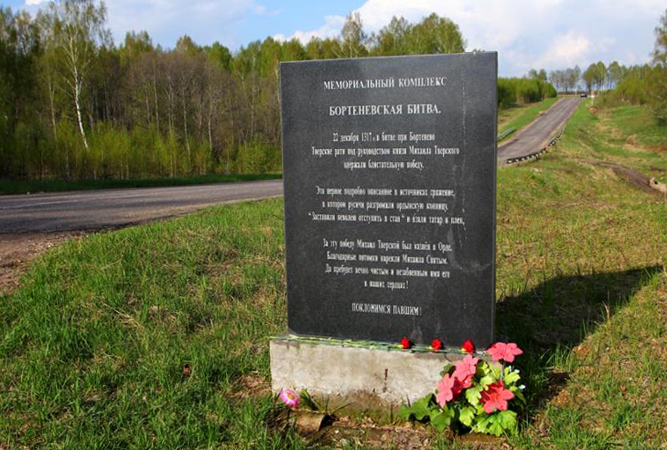 МЕМОРИАЛЬНЫЙ КОМПЛЕКС
БОРТЕНЕВСКАЯ БИТВА.
22 декабря 1317 г. в битве при Бортенево
Тверские рати под руководством князя Михаила Тверского
одержали блистательную победу.
Это первое подробно описанное в источниках сражение,
в котором русичи разгромили ордынскую конницу.
"Заставили неволей отступить в стан" и взяли татар в плен.
За эту победу Михаил Тверской был казнён в Орде.
Благодарные потомки нарекли Михаила Святым.
Да пребудет вечно чистым и незабвенным имя его
в наших сердцах!
ПОКЛОНИМСЯ ПАВШИМ!